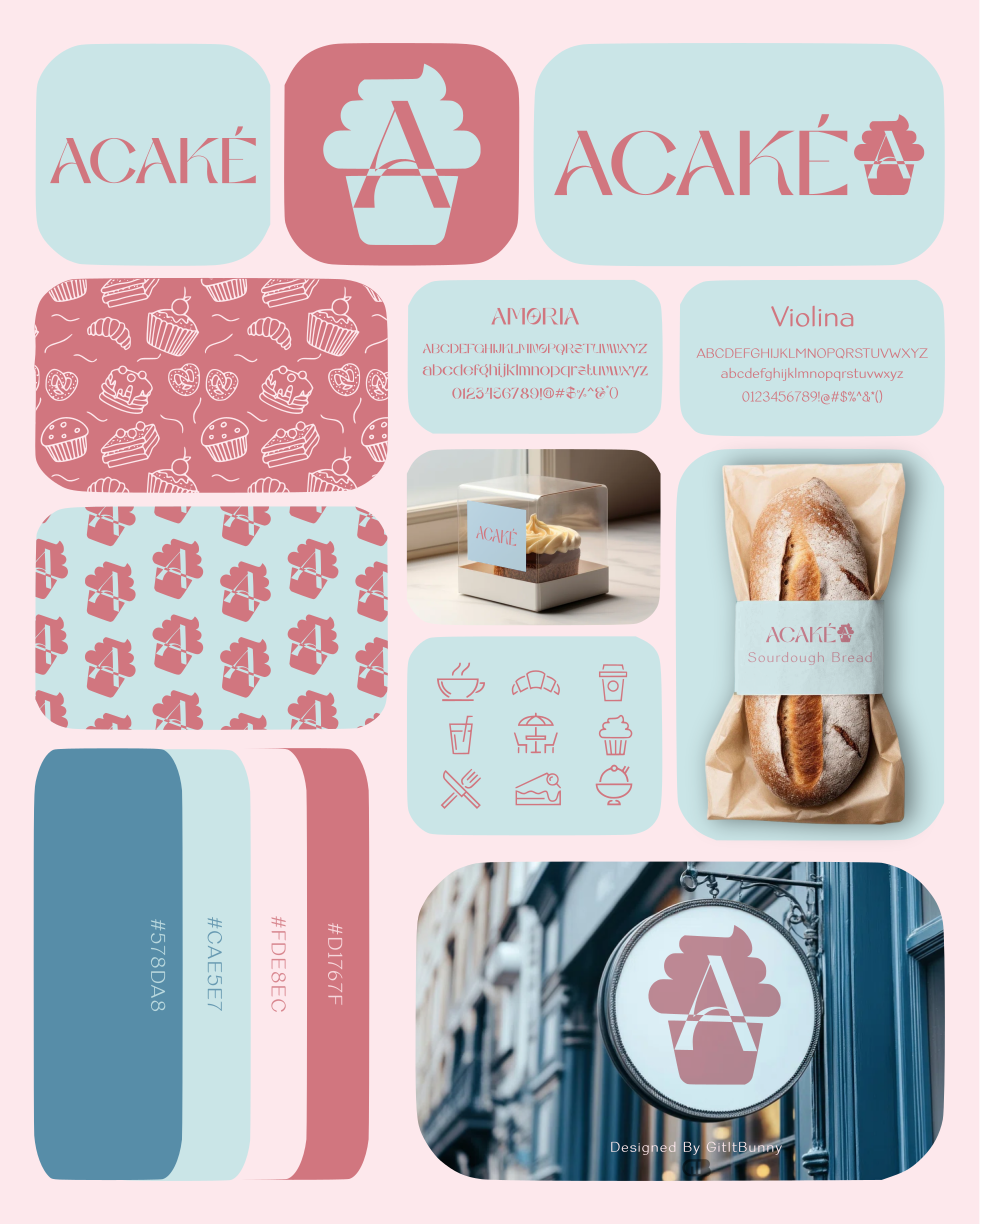 ACAKÉ
A
ACAKÉ A
AMORIA
ABCDEFGHIJKLMNOPQRSTUVWXYZ
abcdefghijklmnopqrstuvwxyz
0123456789!@#$%^&*()
Violina
ABCDEFGHIJKLMNOPQRSTUVWXYZ
abcdefghijklmnopqrstuvwxyz
0123456789!@#$%^&*()
ACAKÉ
ACAKÉ A
Sourdough Bread
#578DA8
#CAE5E7
#FDE8EC
#D1767F
A
Designed By GitItBunny